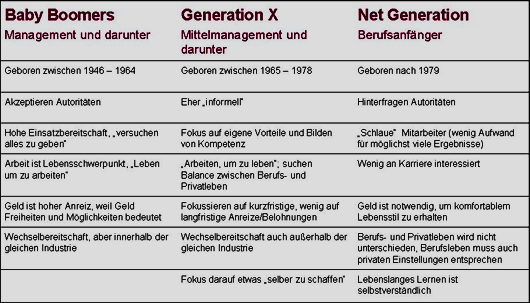 Baby Boomers
Management und darunter
Generation X
Mittelmanagement und
darunter
Net Generation
Berufsanfänger
Geboren zwischen 1946 – 1964
Geboren zwischen 1965 – 1978
Geboren nach 1979
Akzeptieren Autoritäten
Eher „informell“
Hinterfragen Autoritäten
Hohe Einsatzbereitschaft, „versuchen
alles zu geben“
Fokus auf eigene Vorteile und Bilden
von Kompetenz
„Schlaue“ Mitarbeiter (wenig Aufwand
für möglichst viele Ergebnisse)
Arbeit ist Lebensschwerpunkt, „Leben
um zu arbeiten“
„Arbeiten, um zu leben“; suchen
Balance zwischen Berufs- und
Privatleben
Wenig an Karriere interessiert
Geld ist hoher Anreiz, weil Geld
Freiheiten und Möglichkeiten bedeutet
Fokussieren auf kurzfristige, wenig auf
langfristige Anreize/Belohnungen
Geld ist notwendig, um komfortablem
Lebensstil zu erhalten
Wechselbereitschaft, aber innerhalb der
gleichen Industrie
Wechselbereitschaft auch außerhalb der
gleichen Industrie
Berufs- und Privatleben wird nicht
unterschieden, Berufsleben muss auch
privaten Einstellungen entsprechen
Fokus darauf etwas „selber zu schaffen“
Lebenslanges Lernen ist
selbstverständlich